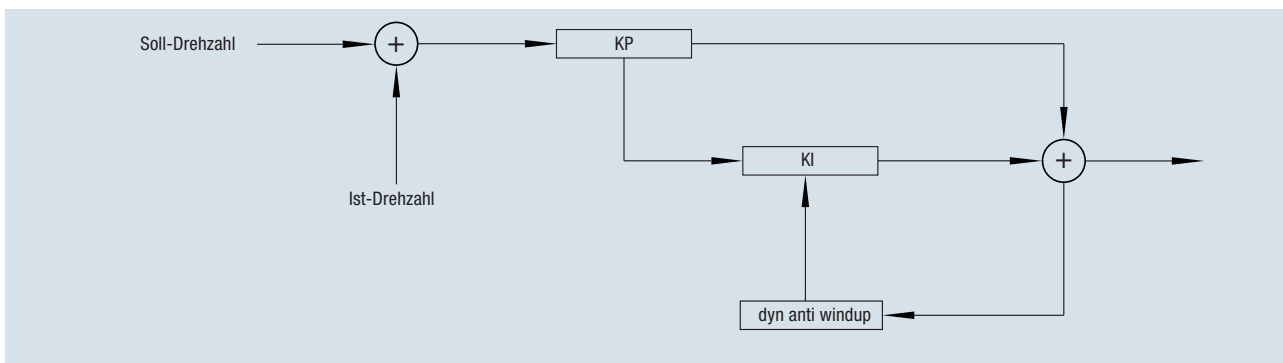 Soll-Drehzahl
+
KP
KI
+
Ist-Drehzahl
dyn anti windup